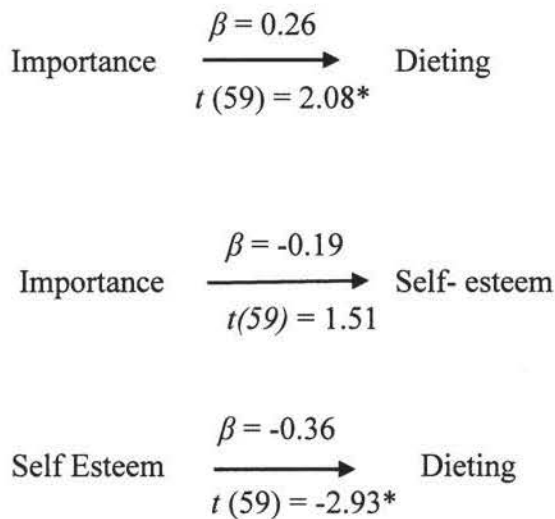 β = 0.26
Importance Dieting
t (59) = 2.08*
β = -0.19
Importance Self- esteem
t(59) = 1.51
β = -0.36
Self Esteem Dieting
t (59) = -2.93*